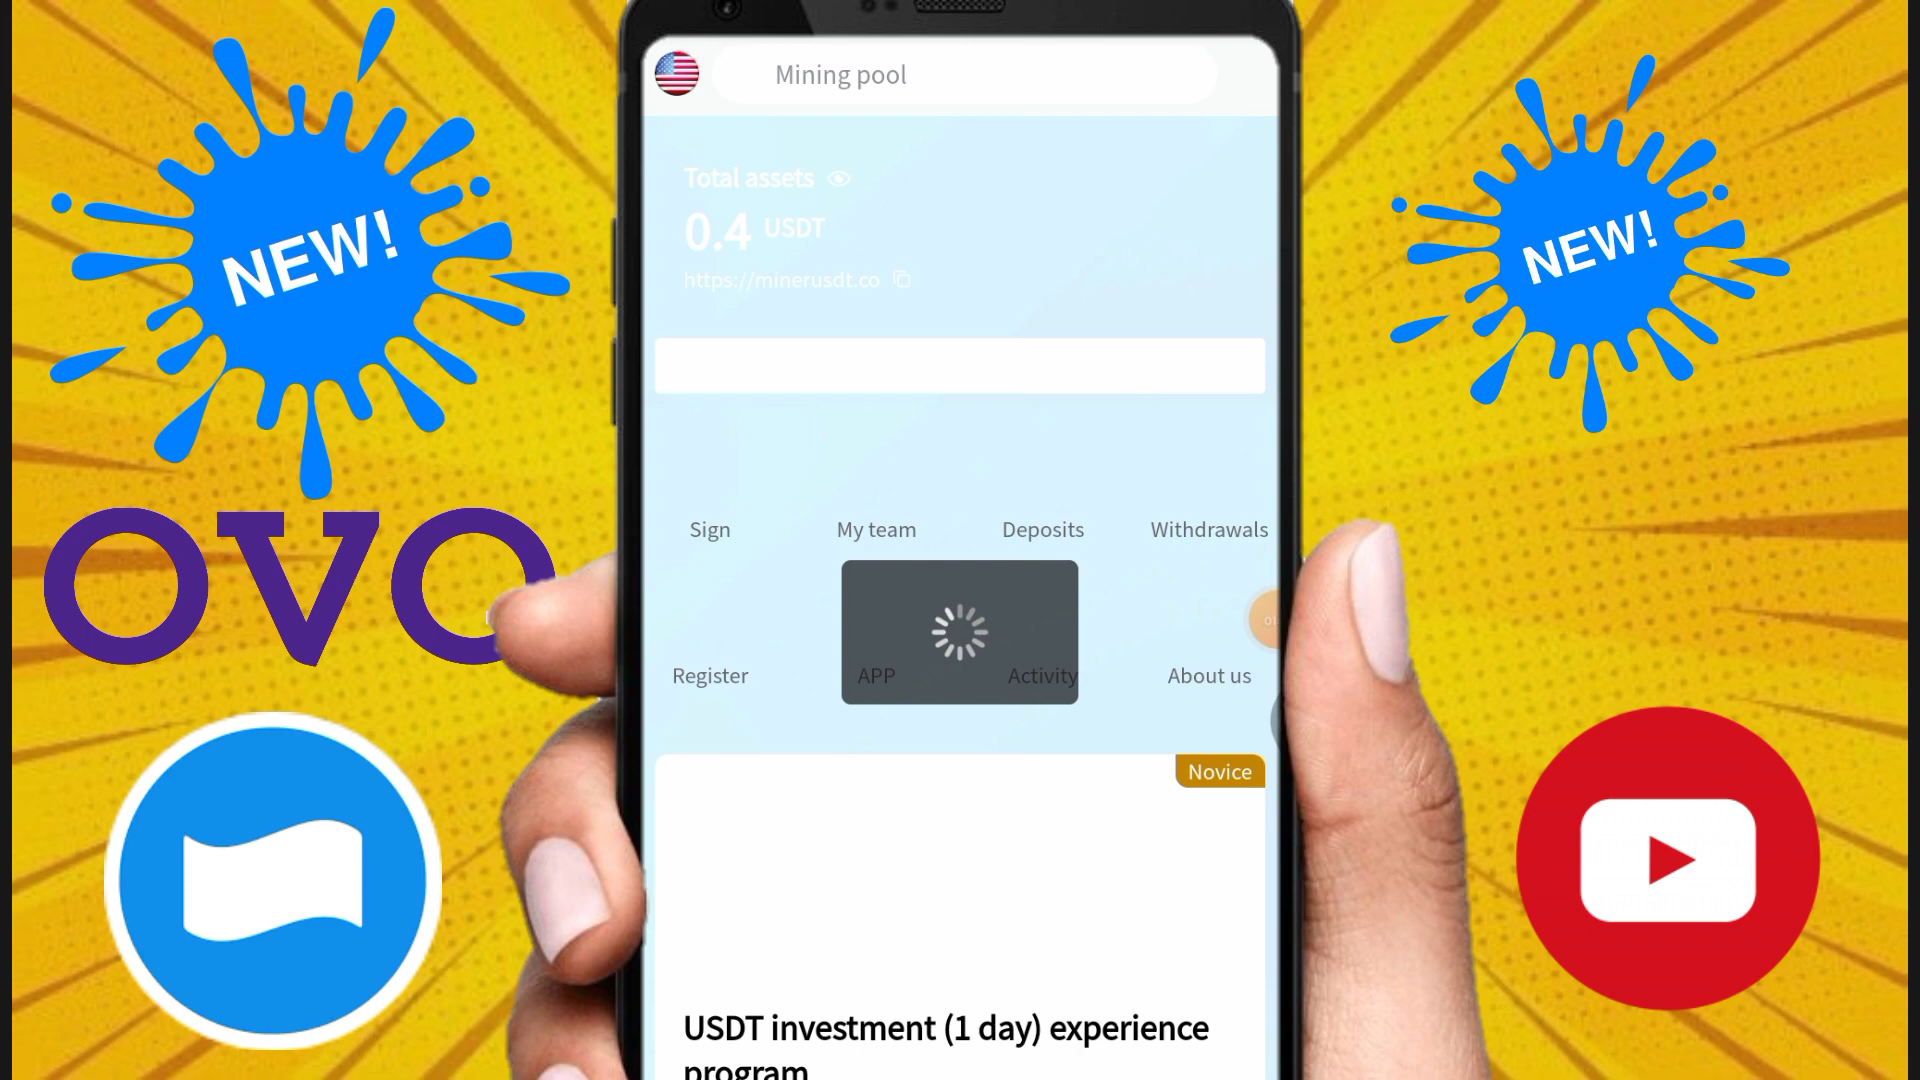 NEW!
NEW!
OVO
Mining pool
Total assets
0.4 USDT
https://minerusdt.co
Sign
My team
Deposits
Withdrawals
Register
APP
Activity
About us
Novice
USDT investment (1 day) experience
program